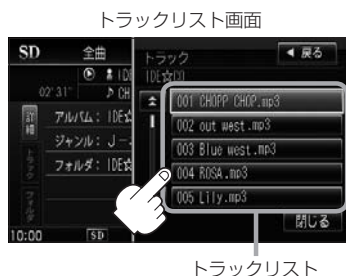 トラックリスト画面
SD 全曲
トラック
戻る
02'31"
001 CHOPP CHOP.mp3
アルバム: IDE☆
002 out west.mp3
ジャンル: J-
003 Blue west.mp3
フォルダ: IDE☆
004 ROSA.mp3
005 Lily.mp3
閉じる
10:00 SD
トラックリスト